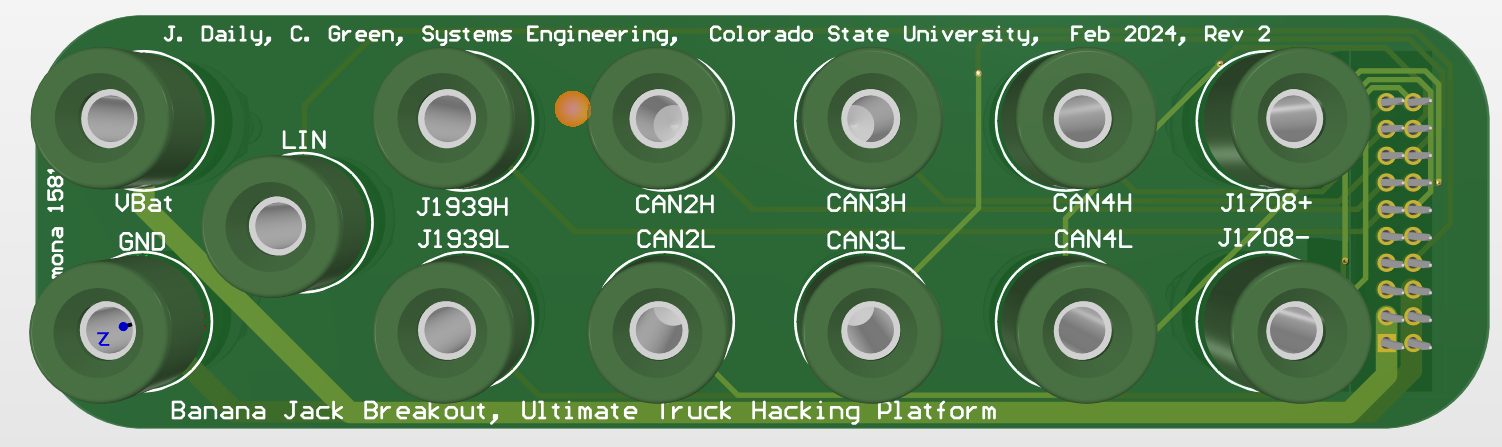 J. Daily, C. Green, Systems Engineering, Colorado State University, Feb 2024, Rev 2
LIN
VBat
J1939H
CAN2H
CAN3H
CAN4H
J1708+
GND
J1939L
CAN2L
CAN3L
CAN4L
J1708-
158
Z
Banana Jack Breakout, Ultimate Truck Hacking Platform